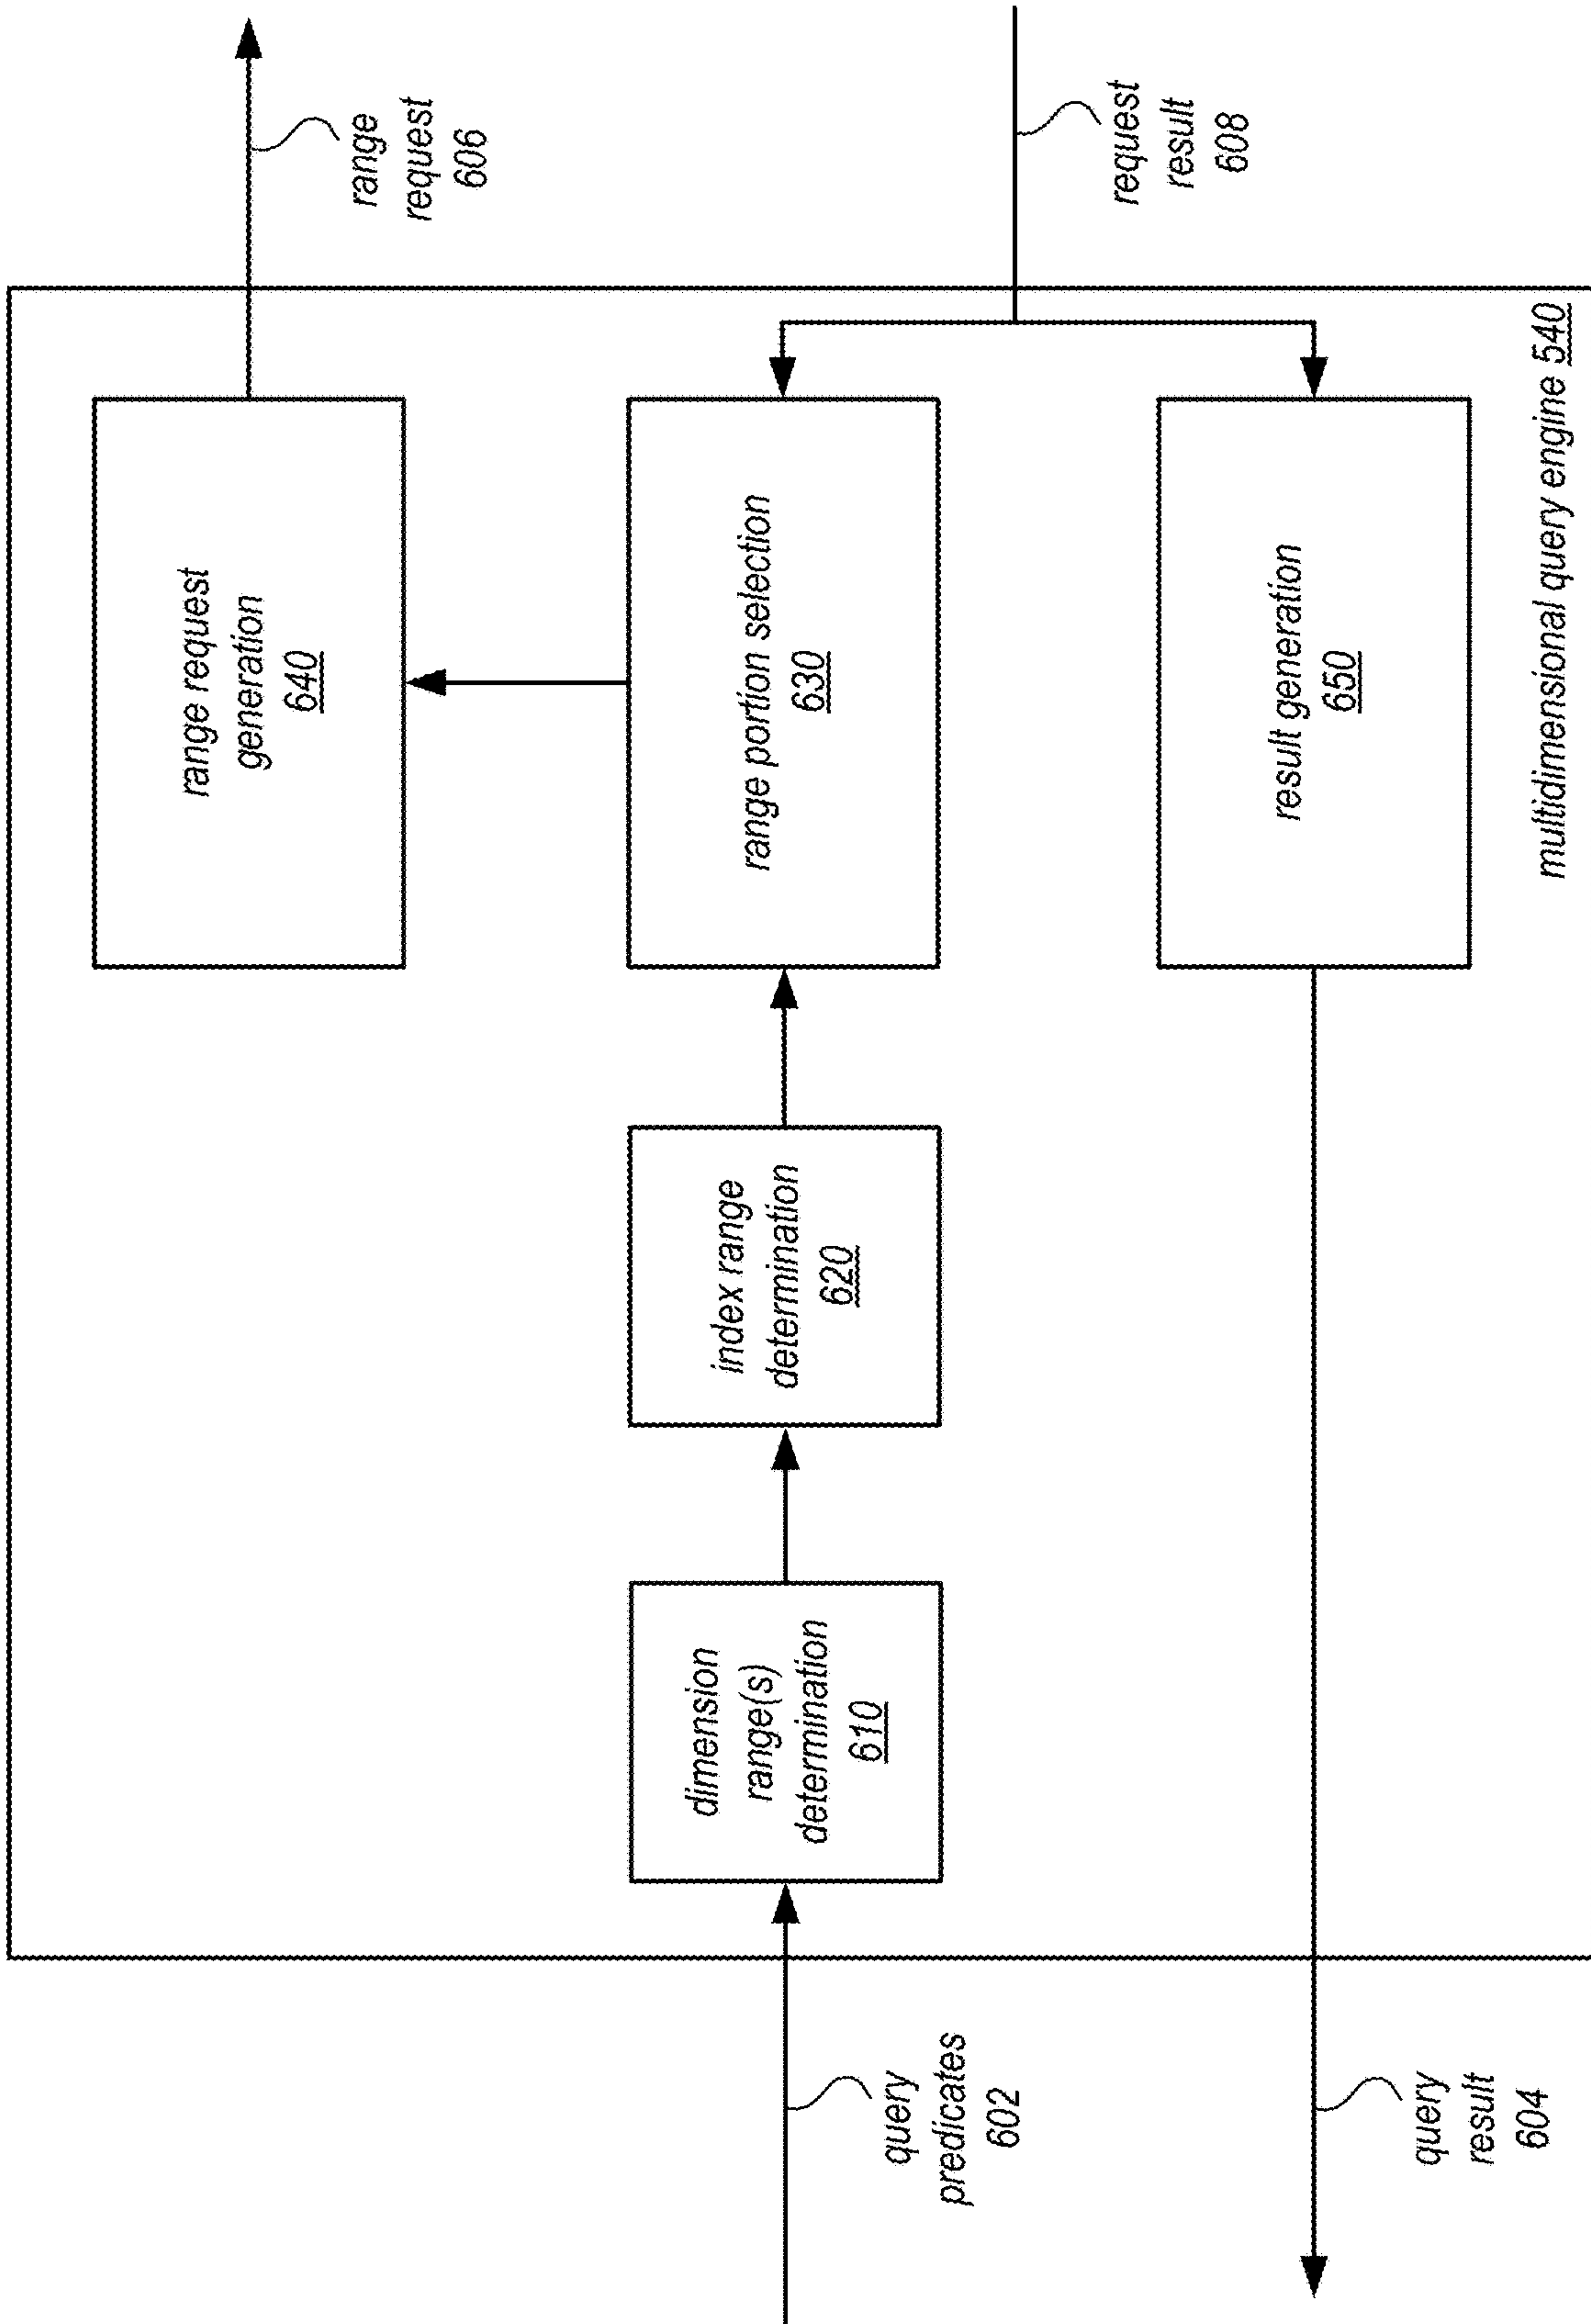 query
predicates
602
query
result
604
dimension
range(s)
determination
610
index range
determination
620
range request
generation
640
range portion selection
630
result generation
650
multidimensional query engine 540
range
request
606
request
result
608